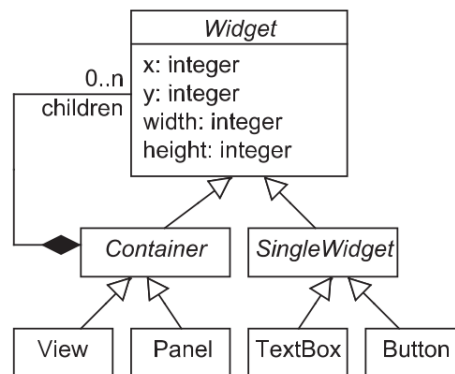 Widget
x: integer
y: integer
width: integer
height: integer
0..n
children
Container
SingleWidget
View
Panel
TextBox
Button